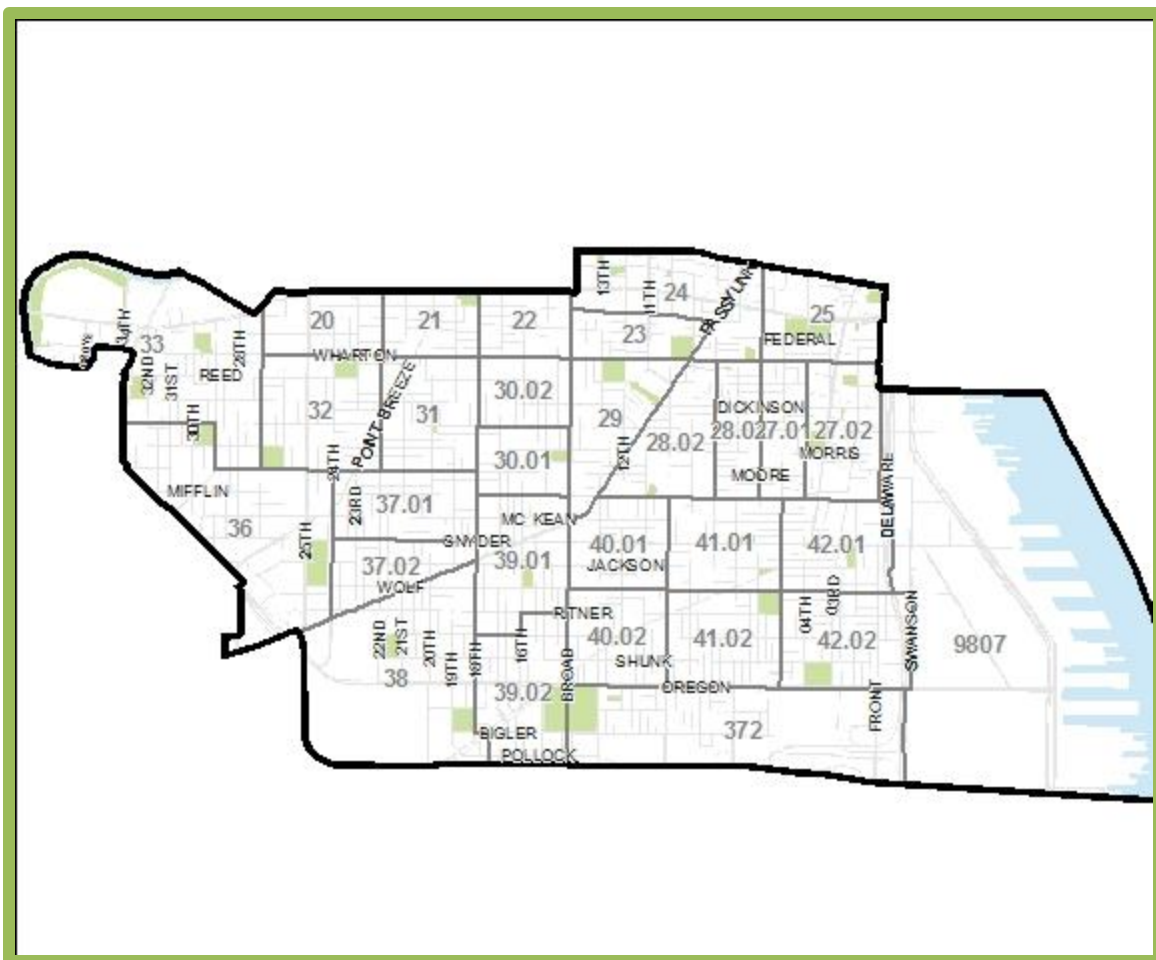 13TH
11TH
24
PASSYUNK
25
20
21
22
34TH
33
28TH
23
FEDERAL
WHARTON
32ND
31ST
REED
30.02
DICKINSON
32
POINT BREEZE
31
29
30TH
28.02
28.02
27.01
27.02
12TH
MORRIS
30.01
24TH
MOORE
MIFFLIN
23RD
37.01
DELAWARE
MC KEAN
36
25TH
SNYDER
40.01
41.01
42.01
39.01
JACKSON
37.02
WOLF
03RD
04TH
RITNER
SWANSON
22ND
21ST
20TH
16TH
40.02
41.02
42.02
9807
19TH
18TH
SHUNK
38
BROAD
OREGON
39.02
FRONT
372
BIGLER
POLLOCK